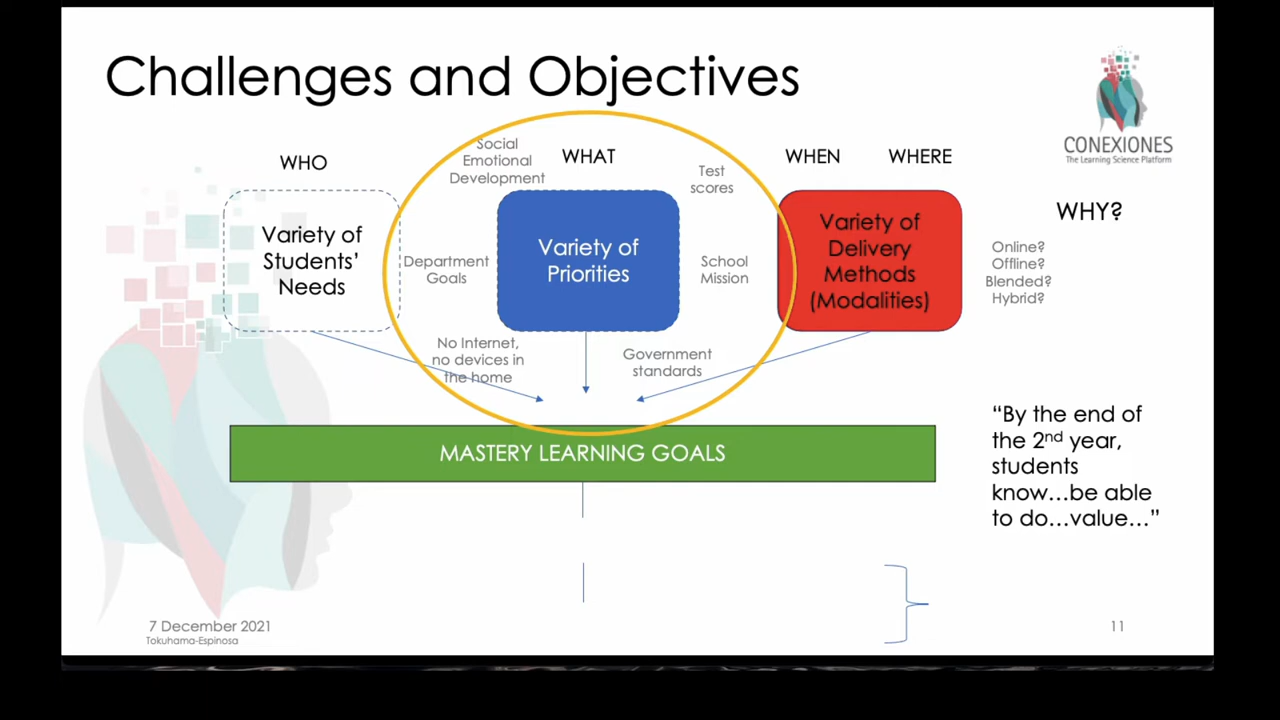 Challenges and Objectives
CONEXIONES
The Learning Science Platform
WHO
Social
Emotional
Development
WHAT
Test
scores
WHEN
WHERE
WHY?
Variety of
Students’
Needs
Department
Goals
Variety of
Priorities
School
Mission
Variety of
Delivery
Methods
(Modalities)
Online?
Offline?
Blended?
Hybrid?
No Internet,
no devices in
the home
Government
standards
MASTERY LEARNING GOALS
“By the end of
the 2nd year,
students
know...be able
to do...value...”
7 December 2021
Tokuhama-Espinosa
11